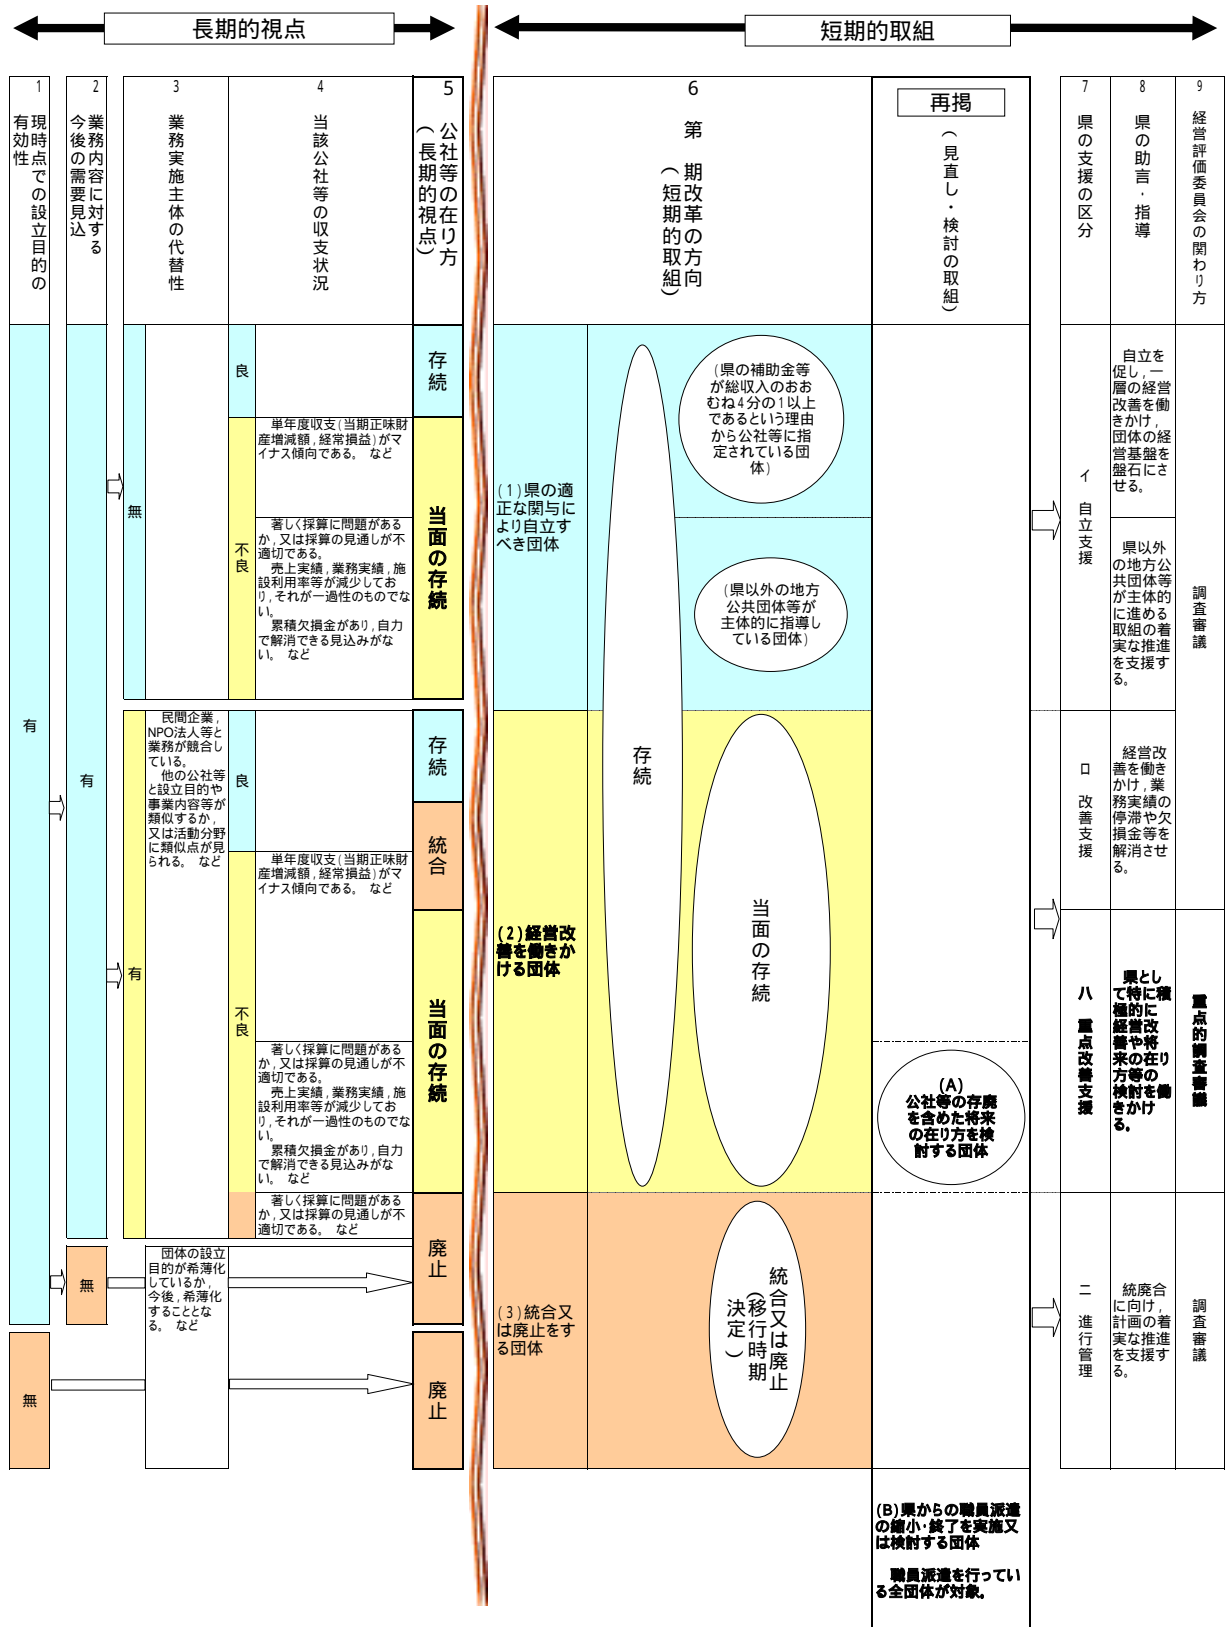 長期的視点
短期的取組
1
現時点での設立目的の
有効性
2
業務内容に対する
今後の需要見込
3
業務実施主体の代替性
4
当該公社等の収支状況
5
公社等の在り方
(長期的視点)
6
第　期改革の方向
(短期的取組)
再掲
(見直し・検討の取組)
7
県の支援の区分
8
県の助言・指導
9
経営評価委員会の関わり方
有
有
無
良
単年度収支(当期正味財
産増減額,経常損益)がマ
イナス傾向である。 など
不良
著しく採算に問題がある
か,又は採算の見通しが不
適切である。
売上実績,業務実績,施
設利用率等が減少してお
り,それが一過性のものでな
い。
累積欠損金があり,自力
で解消できる見込みがな
い。 など
存続
当面の存続
有
民間企業,
NPO法人等と
業務が競合し
ている。
他の公社等
と設立目的や
事業内容等が
類似するか,
又は活動分野
に類似点が見
られる。 など
良
単年度収支(当期正味財
産増減額,経常損益)がマ
イナス傾向である。 など
不良
著しく採算に問題がある
か,又は採算の見通しが不
適切である。
売上実績,業務実績,施
設利用率等が減少してお
り,それが一過性のものでな
い。
累積欠損金があり,自力
で解消できる見込みがな
い。 など
著しく採算に問題がある
か,又は採算の見通しが不
適切である。 など
存続
統合
当面の存続
廃止
無
団体の設立
目的が希薄化
しているか,
今後,希薄化
することとな
る。 など
無
廃止
(1)県の適
正な関与に
より自立す
べき団体
存続
(県の補助金等
が総収入のおお
むね4分の1以上
であるという理由
から公社等に指
定されている団
体)
(県以外の地方
公共団体等が
主体的に指導し
ている団体)
(2)経営改
善を働きか
ける団体
当面の存続
(A)
公社等の存廃
を含めた将来
の在り方を検
討する団体
(3)統合又
は廃止をす
る団体
統合又は廃止
(移行時期
決定)
(B)県からの職員派遣
の縮小・終了を実施又
は検討する団体
職員派遣を行ってい
る全団体が対象。
イ　自立支援
自立を
促し,一
層の経営
改善を働
きかけ,
団体の経
営基盤を
盤石にさ
せる。
県以外
の地方公
共団体等
が主体的
に進める
取組の着
実な推進
を支援す
る。
調査審議
ロ　改善支援
経営改
善を働き
かけ,業
務実績の
停滞や欠
損金等を
解消させ
る。
ハ　重点改善支援
県とし
て特に積
極的に
経営改
善や将
来の在り
方等の
検討を働
きかけ
る。
重点的調査審議
ニ　進行管理
統廃合
に向け,
計画の着
実な推進
を支援す
る。
調査審議